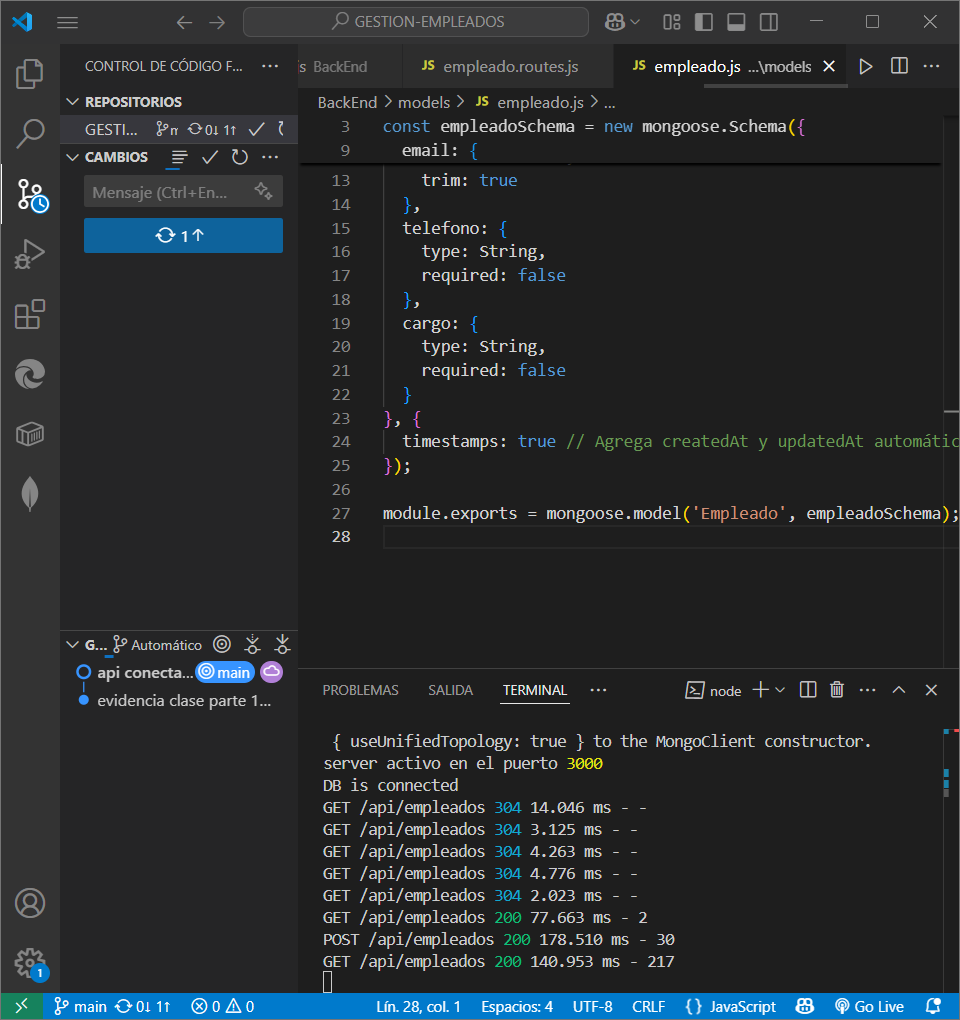 GESTION-EMPLEADOS
CONTROL DE CÓDIGO F... ...
REPOSITORIOS
GESTI... 0↓ 1↑
CAMBIOS ...
Mensaje (Ctrl+En...
1↑
s BackEnd
JS empleado.routes.js
JS empleado.js ...\models ...
BackEnd > models > JS empleado.js > ...
3 const empleadoSchema = new mongoose.Schema({
9 email: {
13 trim: true
14 },
15 telefono: {
16 type: String,
17 required: false
18 },
19 cargo: {
20 type: String,
21 required: false
22 }
23 }, {
24 timestamps: true // Agrega createdAt y updatedAt automátic
25 });
26
27 module.exports = mongoose.model('Empleado', empleadoSchema);
28
G... Automático
api conecta... main
evidencia clase parte 1...
PROBLEMAS SALIDA TERMINAL ... node ...
{ useUnifiedTopology: true } to the MongoClient constructor.
server activo en el puerto 3000
DB is connected
GET /api/empleados 304 14.046 ms - -
GET /api/empleados 304 3.125 ms - -
GET /api/empleados 304 4.263 ms - -
GET /api/empleados 304 4.776 ms - -
GET /api/empleados 304 2.023 ms - -
GET /api/empleados 200 77.663 ms - 2
POST /api/empleados 200 178.510 ms - 30
GET /api/empleados 200 140.953 ms - 217
1
main 0↓ 1↑ 0 0 Lín. 28, col. 1 Espacios: 4 UTF-8 CRLF {} JavaScript Go Live